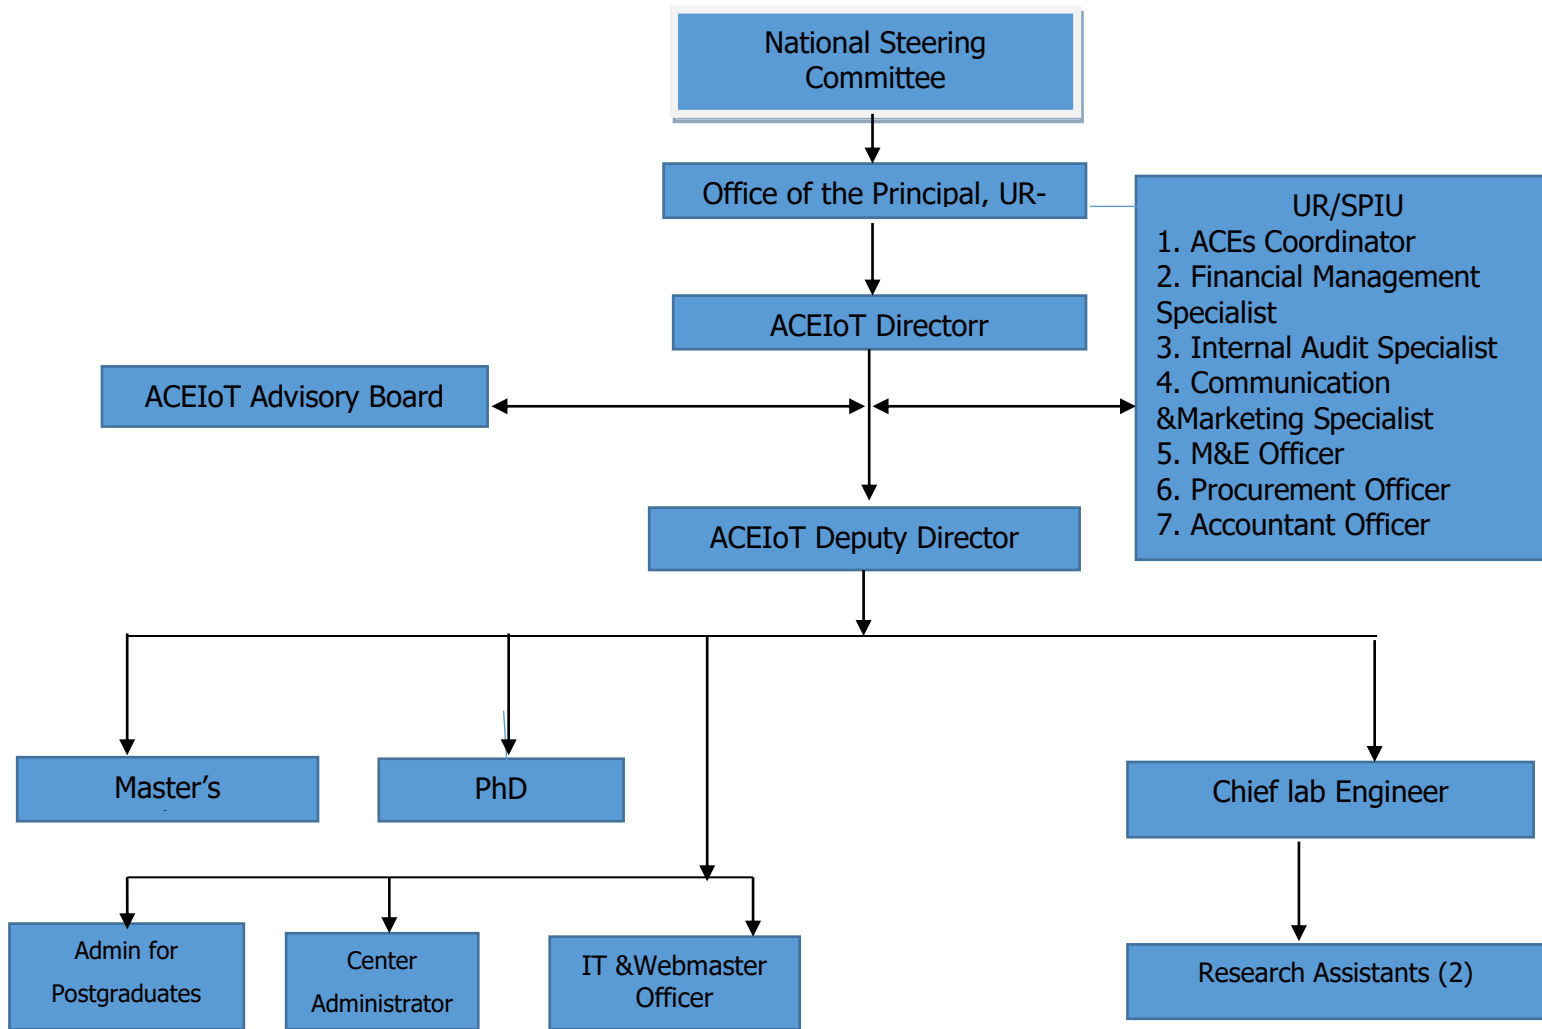 National Steering
Committee
Office of the Principal, UR-
UR/SPIU
1. ACEs Coordinator
2. Financial Management
Specialist
3. Internal Audit Specialist
4. Communication
&Marketing Specialist
5. M&E Officer
6. Procurement Officer
7. Accountant Officer
ACEIoT Directorr
ACEIoT Advisory Board
ACEIoT Deputy Director
Master’s
PhD
Chief lab Engineer
Admin for
Postgraduates
Center
Administrator
IT &Webmaster
Officer
Research Assistants (2)